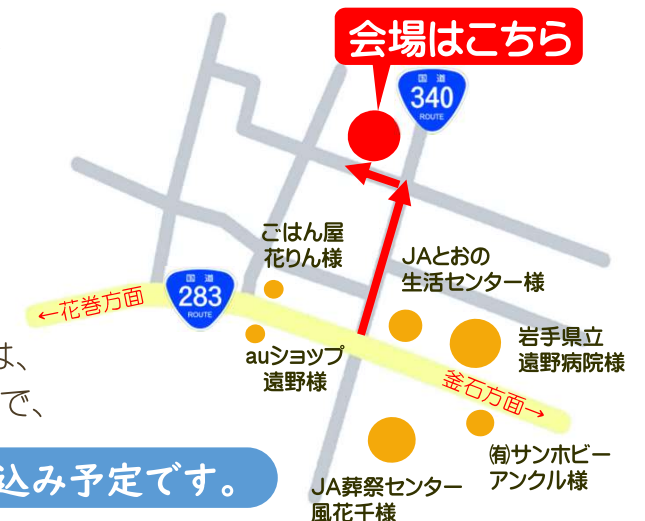 会場はこちら
国道
340
ROUTE
ごはん屋
花りん様
JAとおの
生活センター様
国道
283
ROUTE
←花巻方面
auショップ
遠野様
岩手県立
遠野病院様
は、
で、
釜石方面→
㈲サンホビー
アンクル様
込み予定です。
JA葬祭センター
風花千様